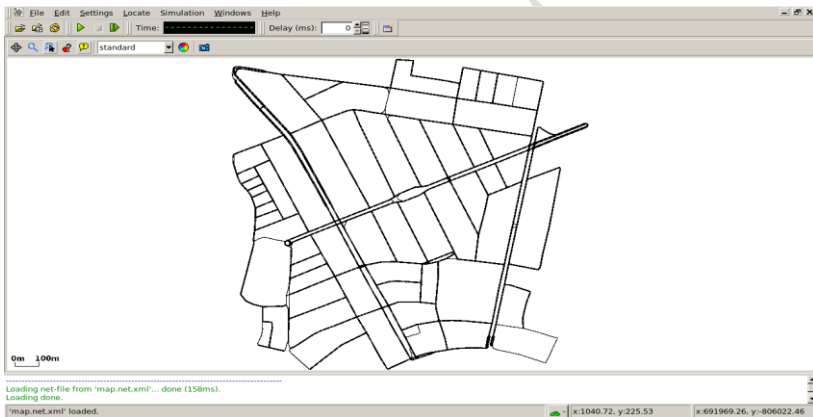 File Edit Settings Locate Simulation Windows Help
Time: Delay (ms): 0
standard
0m 100m
Loading net-file from 'map.net.xml'... done (158ms).
Loading done.
'map.net.xml' loaded. x:1040.72, y:225.53 x:691969.26, y:-806022.46